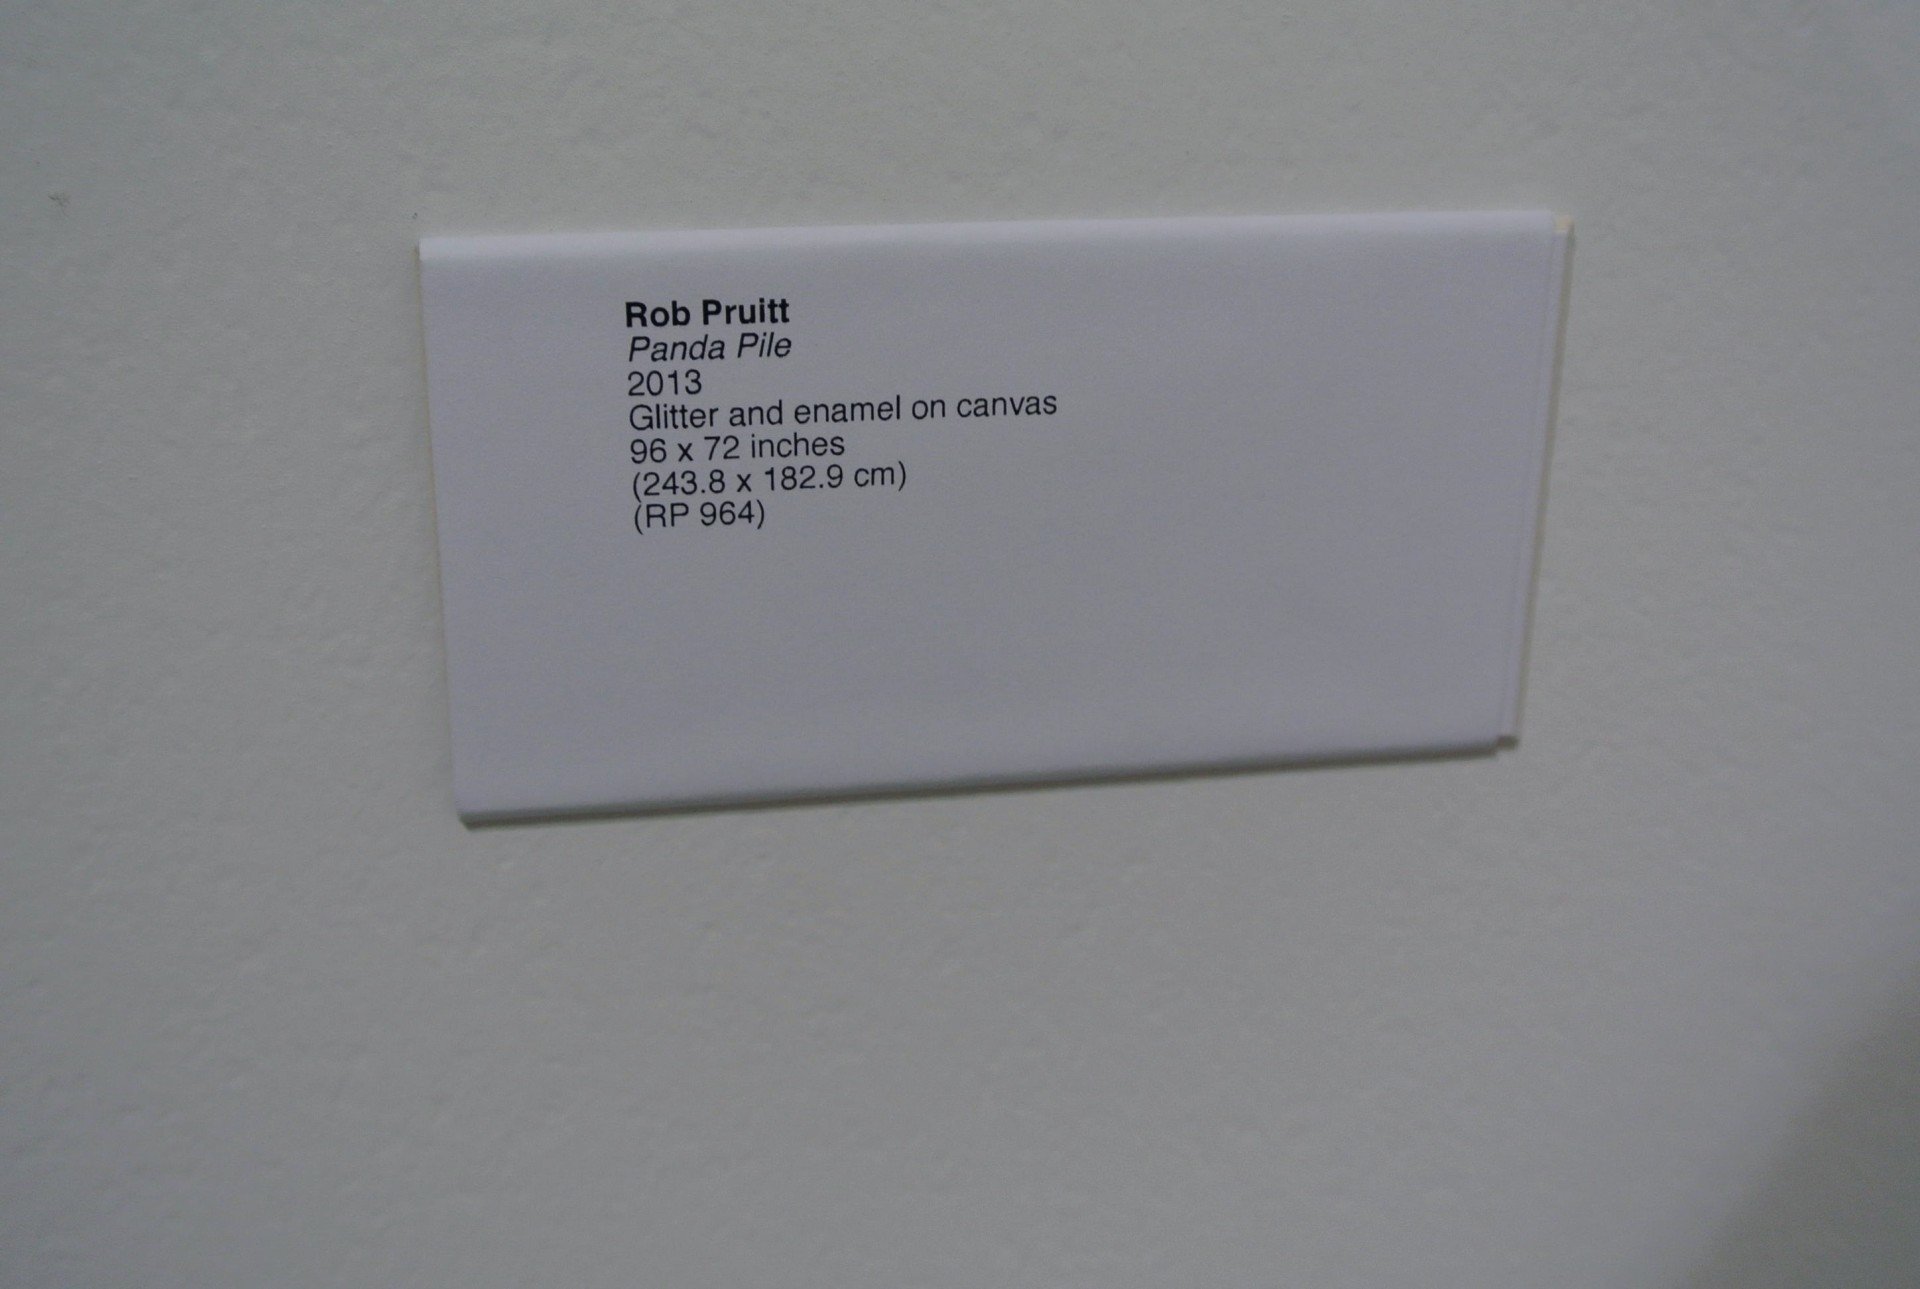 Rob Pruitt
Panda Pile
2013
Glitter and enamel on canvas
96 x 72 inches
(243.8 x 182.9 cm)
(RP 964)